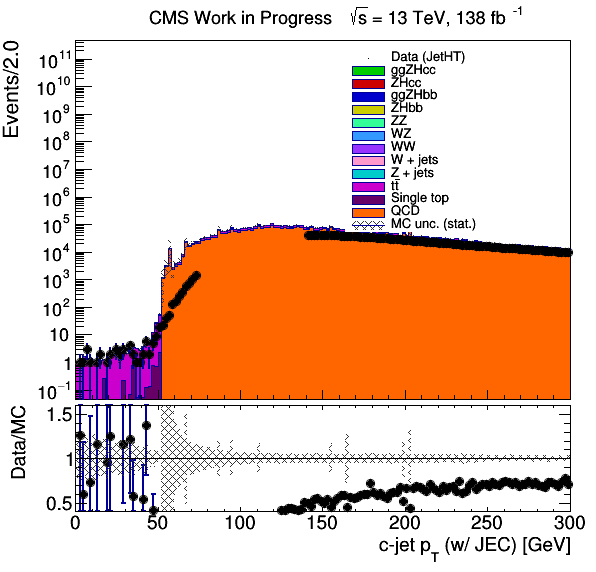 CMS Work in Progress √s = 13 TeV, 138 fb⁻¹
Events/2.0
10¹¹
10¹⁰
10⁹
10⁸
10⁷
10⁶
10⁵
10⁴
10³
10²
10
1
10⁻¹
Data (JetHT)
ggZHcc
ZHcc
ggZHbb
ZHbb
ZZ
WZ
WW
W + jets
Z + jets
tt̄
Single top
QCD
MC unc. (stat.)
Data/MC
1.5
1
0.5
0 50 100 150 200 250 300
c-jet p_T (w/ JEC) [GeV]